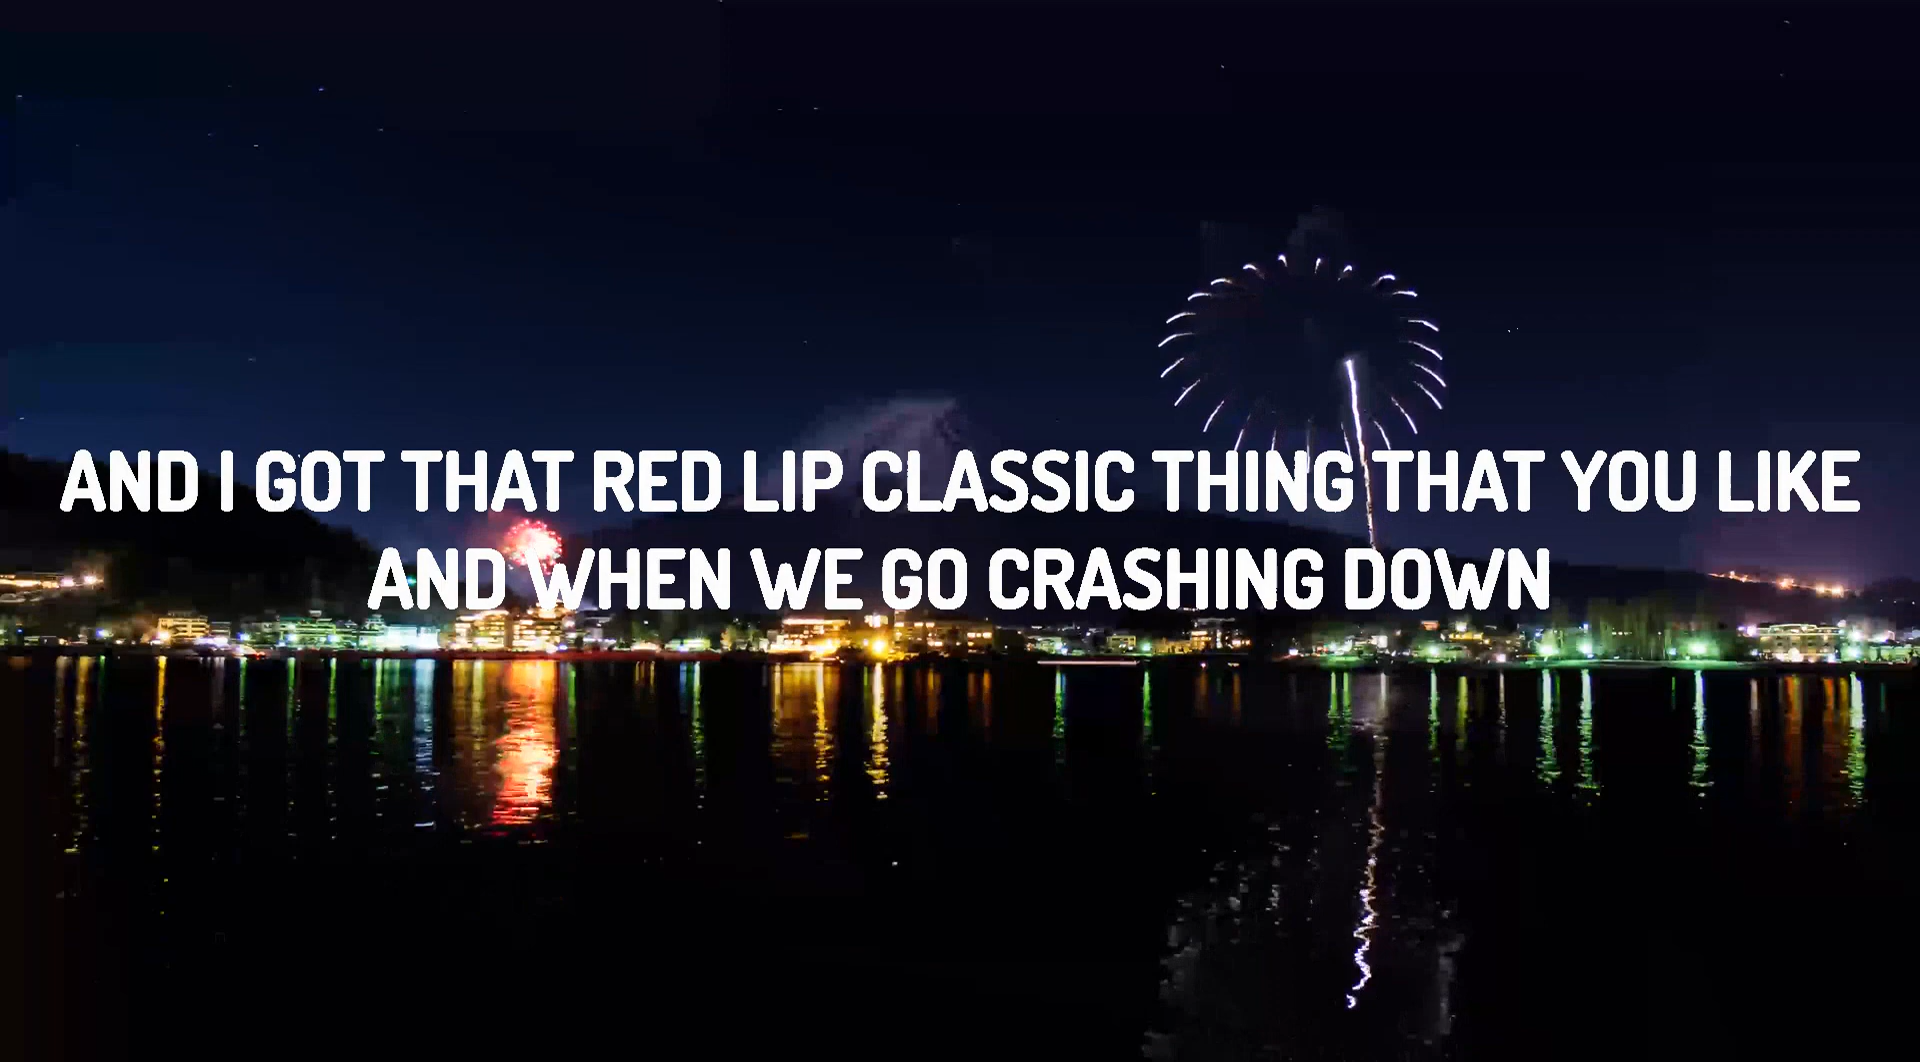 AND I GOT THAT RED LIP CLASSIC THING THAT YOU LIKE
AND WHEN WE GO CRASHING DOWN